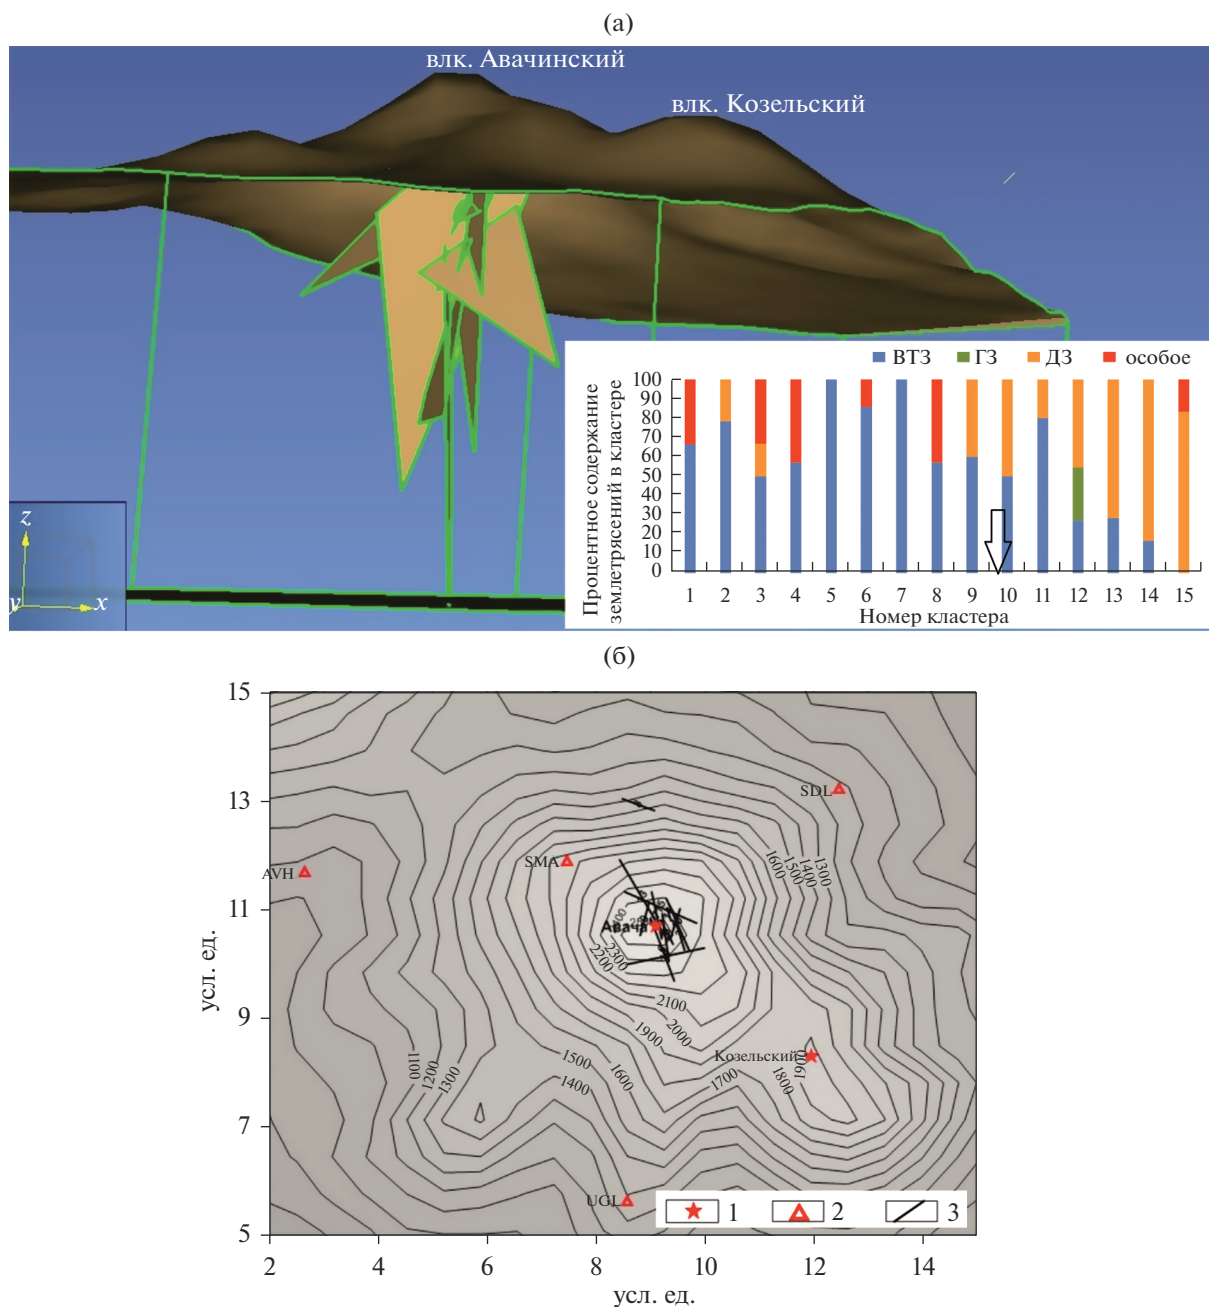 (а)
влк. Авачинский
влк. Козельский
z
y
x
ВТЗ ГЗ ДЗ особое
Процентное содержание
землетрясений в кластере
100
90
80
70
60
50
40
30
20
10
0
1 2 3 4 5 6 7 8 9 10 11 12 13 14 15
Номер кластера
(б)
15
13
11
9
7
5
усл. ед.
SDL
SMA
AVH
Авача
Козельский
UGL
1600
1500
1400
1300
2200
2300
2100
2000
1900
1100
1200
1300
1500
1400
1600
1700
1800
1900
1 2 3
2 4 6 8 10 12 14
усл. ед.